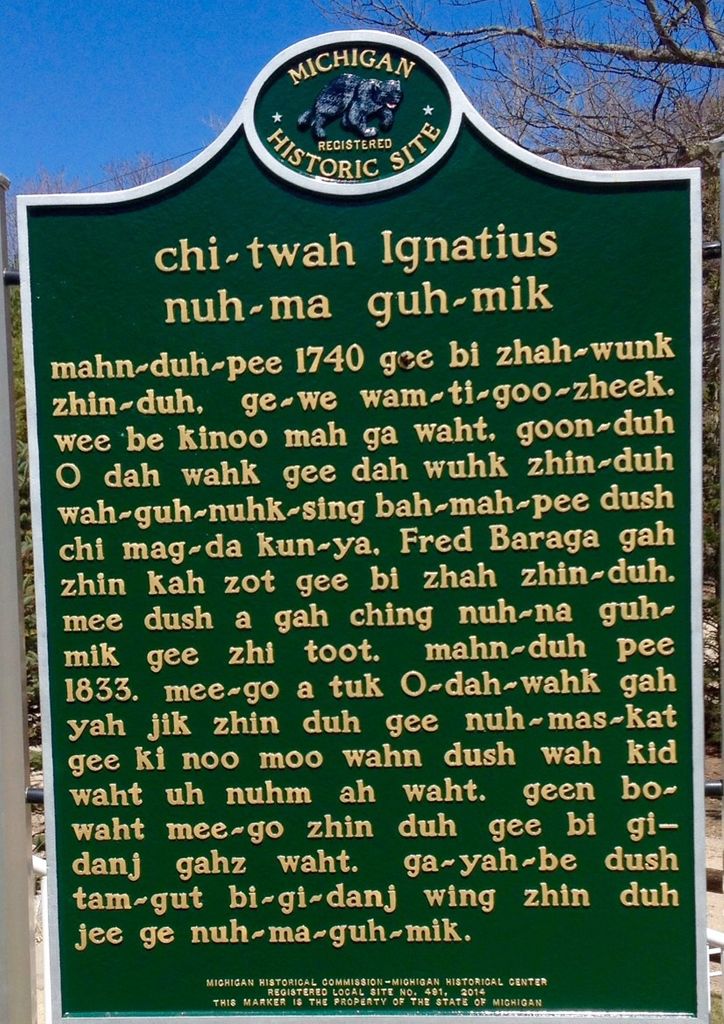 MICHIGAN
REGISTERED
HISTORIC SITE
chi-twah Ignatius
nuh-ma guh-mik
mahn-duh-pee 1740 gee bi zhah-wunk
zhin-duh, ge-we wam-ti-goo-zheek.
wee be kinoo mah ga waht, goon-duh
O dah wahk gee dah wuhk zhin-duh
wah-guh-nuhk-sing bah-mah-pee dush
chi mag-da kun-ya, Fred Baraga gah
zhin kah zot gee bi zhah zhin-duh.
mee dush a gah ching nuh-na guh-
mik gee zhi toot. mahn-duh pee
1833. mee-go a tuk O-dah-wahk gah
yah jik zhin duh gee nuh-mas-kat
gee ki noo moo wahn dush wah kid
waht uh nuhm ah waht. geen bo-
waht mee-go zhin duh gee bi gi-
danj gahz waht. ga-yah-be dush
tam-gut bi-gi-danj wing zhin duh
jee ge nuh-ma-guh-mik.
MICHIGAN HISTORICAL COMMISSION-MICHIGAN HISTORICAL CENTER
REGISTERED LOCAL SITE NO. 491, 2014
THIS MARKER IS THE PROPERTY OF THE STATE OF MICHIGAN